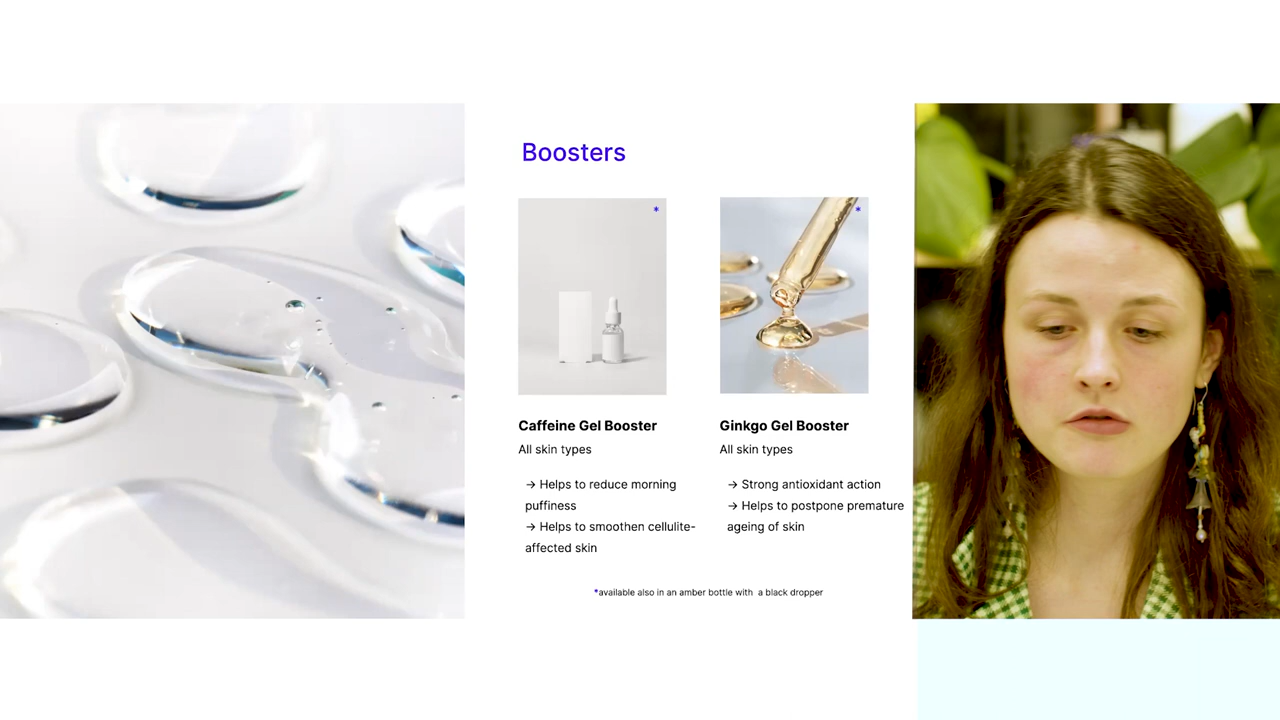 Boosters
*
*
Caffeine Gel Booster
All skin types
→ Helps to reduce morning
puffiness
→ Helps to smoothen cellulite-
affected skin
Ginkgo Gel Booster
All skin types
→ Strong antioxidant action
→ Helps to postpone premature
ageing of skin
*available also in an amber bottle with  a black dropper